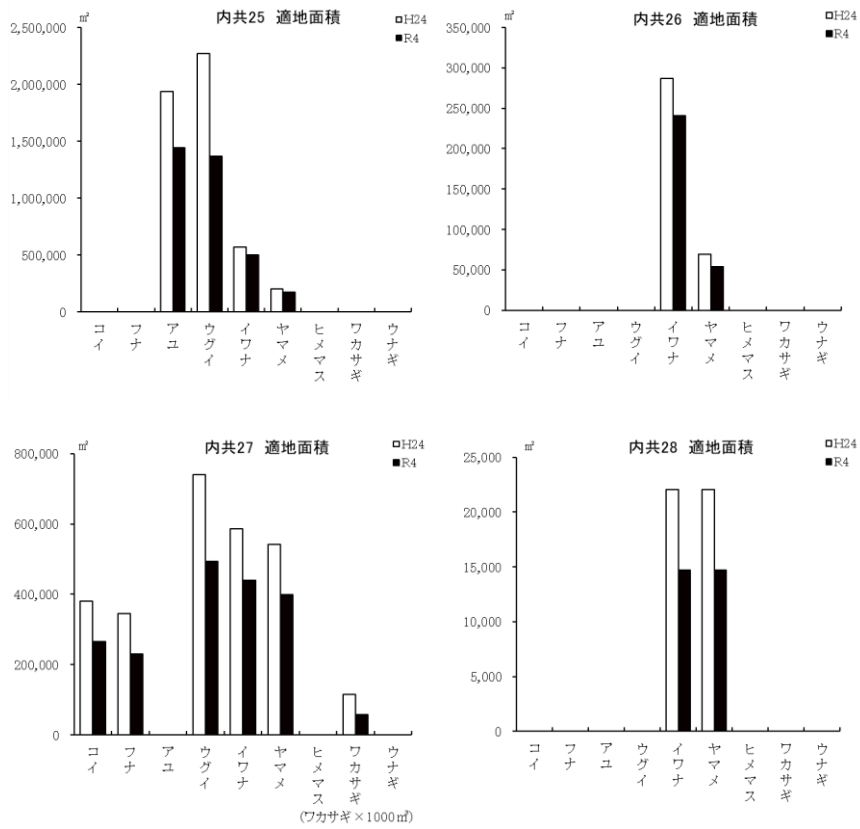 内共25 適地面積
㎡
H24
R4
2,500,000
2,000,000
1,500,000
1,000,000
500,000
0
コイ
フナ
アユ
ウグイ
イワナ
ヤマメ
ヒメマス
ワカサギ
ウナギ
内共26 適地面積
㎡
H24
R4
350,000
300,000
250,000
200,000
150,000
100,000
50,000
0
コイ
フナ
アユ
ウグイ
イワナ
ヤマメ
ヒメマス
ワカサギ
ウナギ
内共27 適地面積
㎡
H24
R4
800,000
600,000
400,000
200,000
0
コイ
フナ
アユ
ウグイ
イワナ
ヤマメ
ヒメマス
ワカサギ
ウナギ
(ワカサギ×1000㎡)
内共28 適地面積
㎡
H24
R4
25,000
20,000
15,000
10,000
5,000
0
コイ
フナ
アユ
ウグイ
イワナ
ヤマメ
ヒメマス
ワカサギ
ウナギ